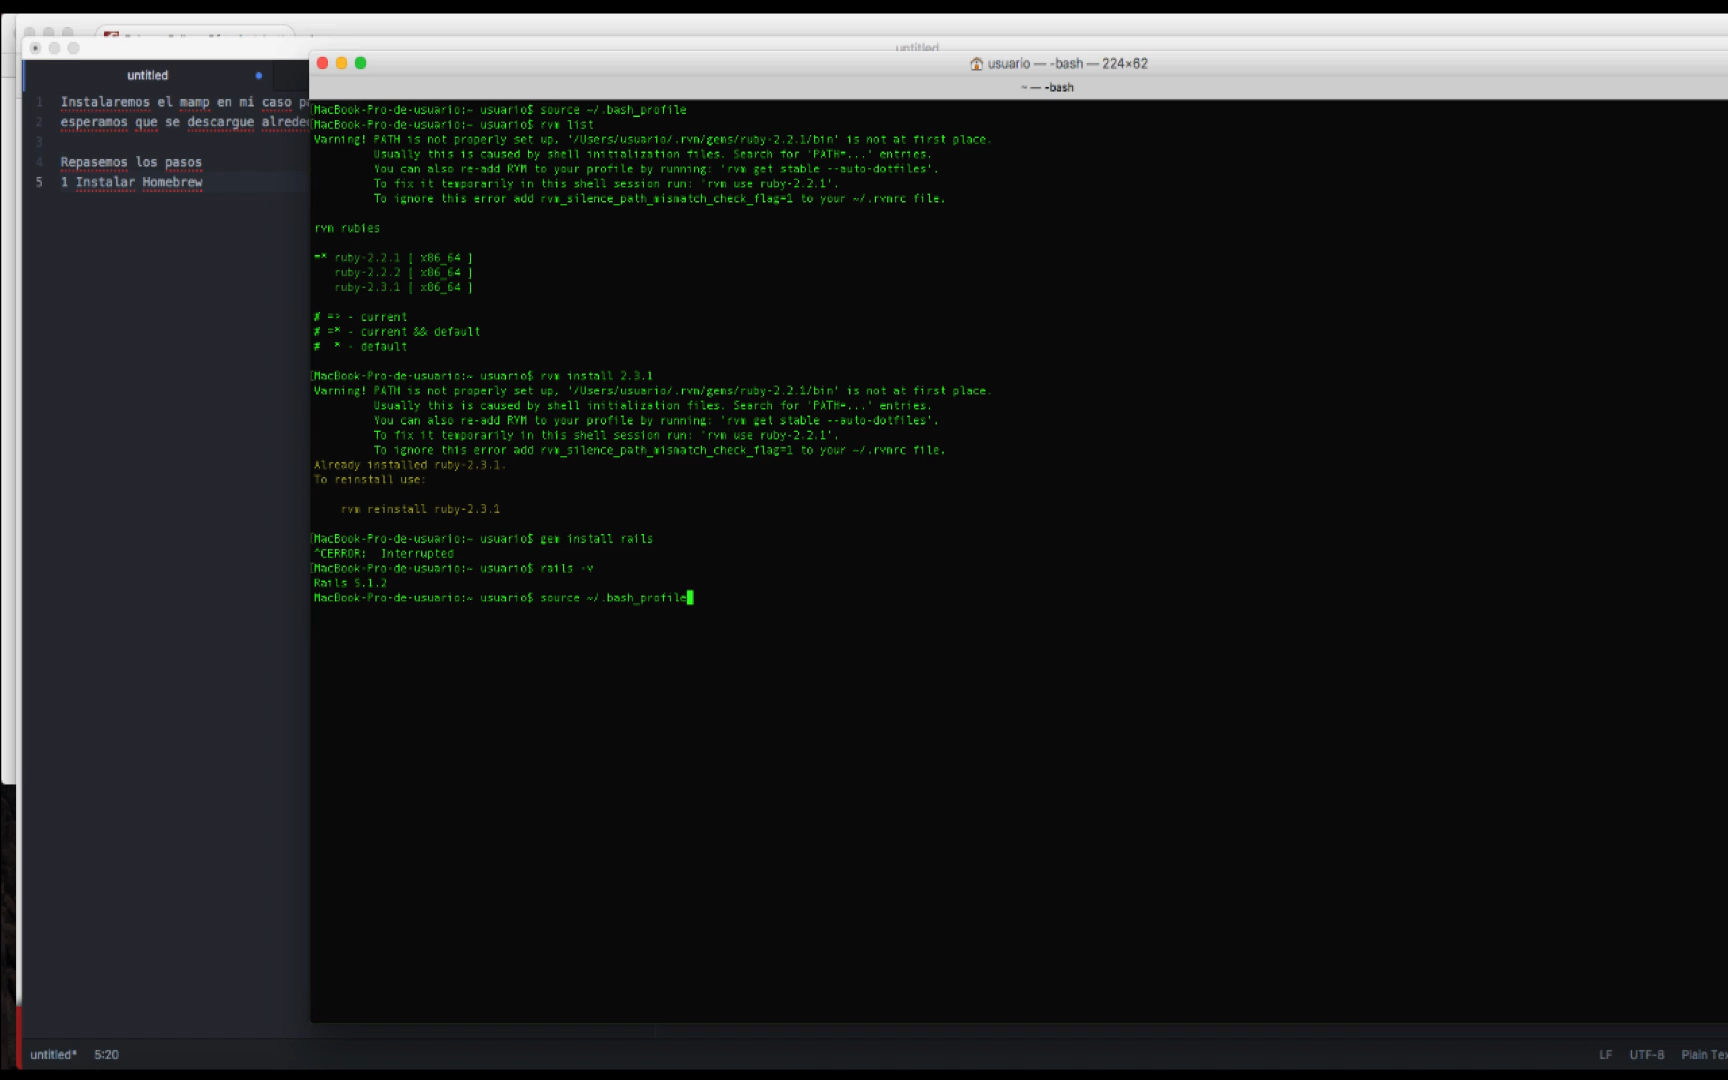 untitled
usuario — -bash — 224×62
~ — -bash
untitled
1 Instalaremos el mamp en mi caso
2 esperamos que se descargue
3
4 Repasemos los pasos
5 1 Instalar Homebrew
MacBook-Pro-de-usuario:~ usuario$ source ~/.bash_profile
MacBook-Pro-de-usuario:~ usuario$ rvm list
Warning! PATH is not properly set up, '/Users/usuario/.rvm/gems/ruby-2.2.1/bin' is not at first place.
Usually this is caused by shell initialization files. Search for 'PATH=...' entries.
You can also re-add RVM to your profile by running: 'rvm get stable --auto-dotfiles'.
To fix it temporarily in this shell session run: 'rvm use ruby-2.2.1'.
To ignore this error add rvm_silence_path_mismatch_check_flag=1 to your ~/.rvmrc file.
rvm rubies
=* ruby-2.2.1 [ x86_64 ]
ruby-2.2.2 [ x86_64 ]
ruby-2.3.1 [ x86_64 ]
# => - current
# =* - current && default
#  * - default
MacBook-Pro-de-usuario:~ usuario$ rvm install 2.3.1
Warning! PATH is not properly set up, '/Users/usuario/.rvm/gems/ruby-2.2.1/bin' is not at first place.
Usually this is caused by shell initialization files. Search for 'PATH=...' entries.
You can also re-add RVM to your profile by running: 'rvm get stable --auto-dotfiles'.
To fix it temporarily in this shell session run: 'rvm use ruby-2.2.1'.
To ignore this error add rvm_silence_path_mismatch_check_flag=1 to your ~/.rvmrc file.
Already installed ruby-2.3.1.
To reinstall use:
rvm reinstall ruby-2.3.1
MacBook-Pro-de-usuario:~ usuario$ gem install rails
^CERROR:  Interrupted
MacBook-Pro-de-usuario:~ usuario$ rails -v
Rails 5.1.2
MacBook-Pro-de-usuario:~ usuario$ source ~/.bash_profile
untitled* 5:20
LF UTF-8 Plain